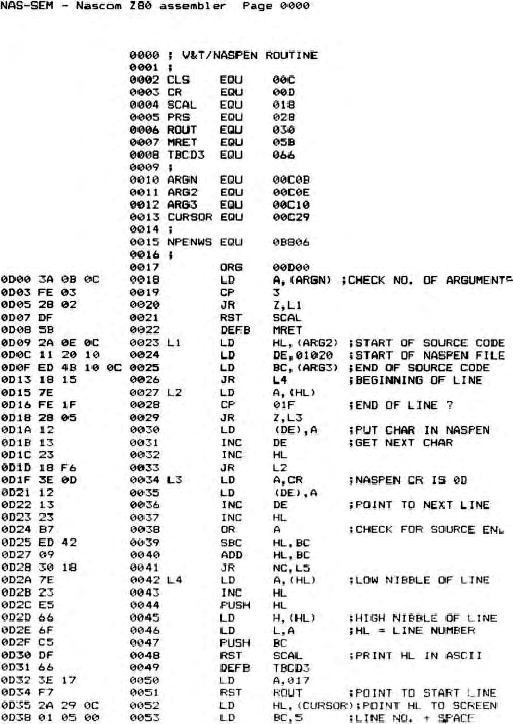 NAS-SEM - Nascom Z80 assembler Page 0000
0000 ; V&T/NASPEN ROUTINE
0001 ;
0002 CLS EQU 00C
0003 CR EQU 00D
0004 SCAL EQU 018
0005 PRS EQU 028
0006 ROUT EQU 030
0007 MRET EQU 05B
0008 TBCD3 EQU 066
0009 ;
0010 ARGN EQU 00C0B
0011 ARG2 EQU 00C0E
0012 ARG3 EQU 00C10
0013 CURSOR EQU 00C29
0014 ;
0015 NPENWS EQU 0B806
0016 ;
0017 ORG 00D00
0D00 3A 0B 0C 0018 LD A,(ARGN) ;CHECK NO. OF ARGUMENTS
0D03 FE 03 0019 CP 3
0D05 28 02 0020 JR Z,L1
0D07 DF 0021 RST SCAL
0D08 5B 0022 DEFB MRET
0D09 2A 0E 0C 0023 L1 LD HL,(ARG2) ;START OF SOURCE CODE
0D0C 11 20 10 0024 LD DE,01020 ;START OF NASPEN FILE
0D0F ED 4B 10 0C 0025 LD BC,(ARG3) ;END OF SOURCE CODE
0D13 18 15 0026 JR L4 ;BEGINNING OF LINE
0D15 7E 0027 L2 LD A,(HL)
0D16 FE 1F 0028 CP 01F ;END OF LINE ?
0D18 28 05 0029 JR Z,L3
0D1A 12 0030 LD (DE),A ;PUT CHAR IN NASPEN
0D1B 13 0031 INC DE ;GET NEXT CHAR
0D1C 23 0032 INC HL
0D1D 18 F6 0033 JR L2
0D1F 3E 0D 0034 L3 LD A,CR ;NASPEN CR IS 0D
0D21 12 0035 LD (DE),A
0D22 13 0036 INC DE ;POINT TO NEXT LINE
0D23 23 0037 INC HL
0D24 B7 0038 OR A ;CHECK FOR SOURCE END
0D25 ED 42 0039 SBC HL,BC
0D27 09 0040 ADD HL,BC
0D28 30 18 0041 JR NC,L5
0D2A 7E 0042 L4 LD A,(HL) ;LOW NIBBLE OF LINE
0D2B 23 0043 INC HL
0D2C E5 0044 PUSH HL
0D2D 66 0045 LD H,(HL) ;HIGH NIBBLE OF LINE
0D2E 6F 0046 LD L,A ;HL = LINE NUMBER
0D2F C5 0047 PUSH BC
0D30 DF 0048 RST SCAL ;PRINT HL IN ASCII
0D31 66 0049 DEFB TBCD3
0D32 3E 17 0050 LD A,017
0D34 F7 0051 RST ROUT ;POINT TO START LINE
0D35 2A 29 0C 0052 LD HL,(CURSOR);POINT HL TO SCREEN
0D38 01 05 00 0053 LD BC,5 ;LINE NO. + SPACE